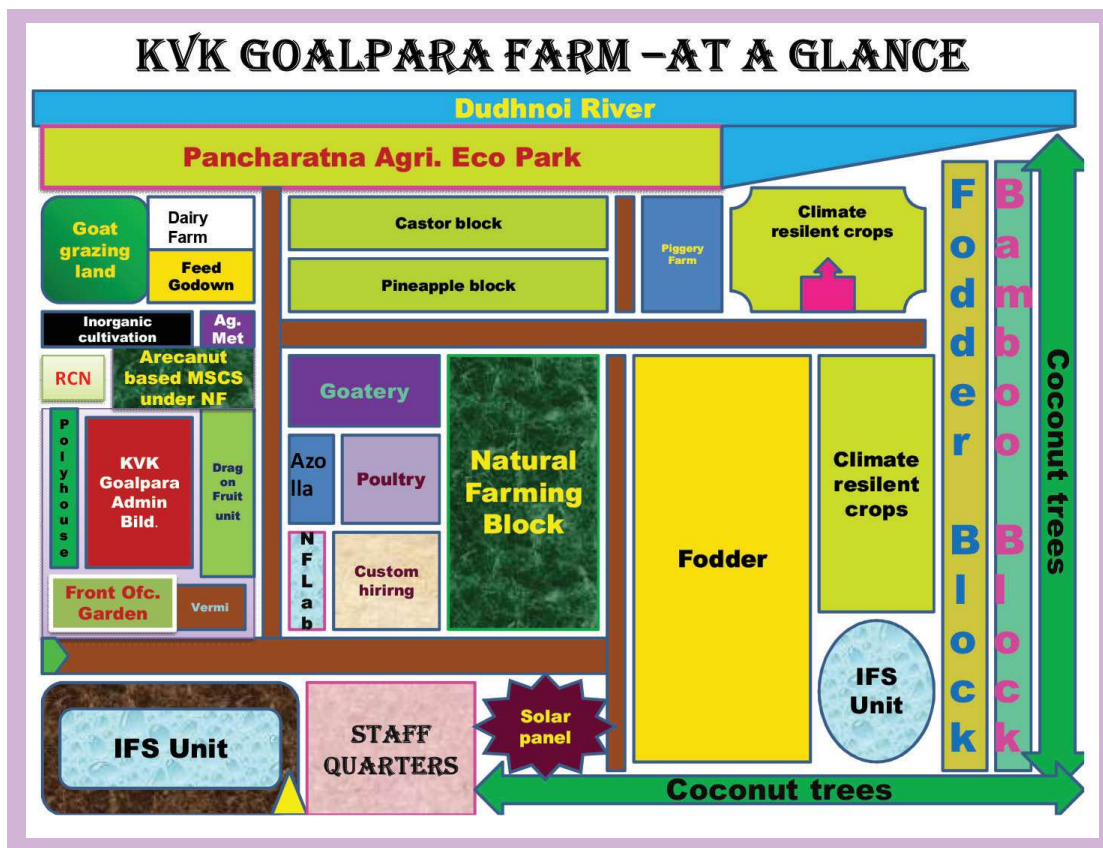 KVK GOALPARA FARM –AT A GLANCE
Dudhnoi River
Pancharatna Agri. Eco Park
Goat
grazing
land
Dairy
Farm
Feed
Godown
Castor block
Pineapple block
Piggery
Farm
Climate
resilent crops
Fodder Block
Bamboo Block
Coconut trees
Inorganic
cultivation
Ag.
Met
RCN
Arecanut
based MSCS
under NF
Polyhouse
KVK
Goalpara
Admin
Bild.
Drag
on
Fruit
unit
Front Ofc.
Garden
Vermi
Goatery
Azo
lla
Poultry
NFLab
Custom
hirirng
Natural
Farming
Block
Fodder
Climate
resilent
crops
IFS
Unit
IFS Unit
STAFF
QUARTERS
Solar
panel
Coconut trees